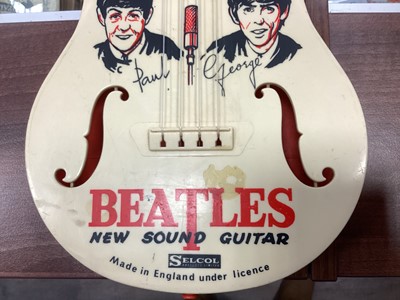 Paul George
BEATLES
NEW SOUND GUITAR
SELCOL
Made in England under licence